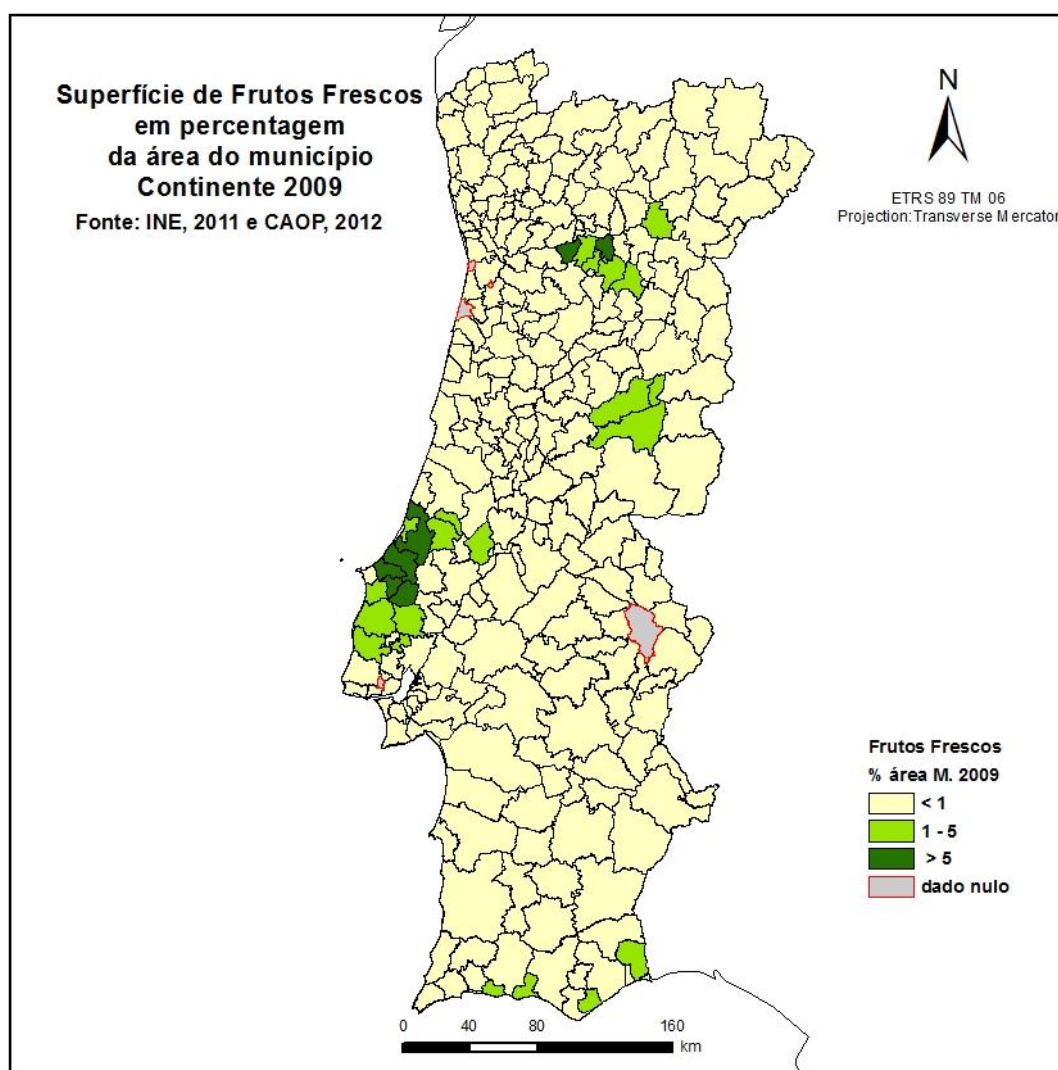 Superfície de Frutos Frescos
em percentagem
da área do município
Continente 2009
Fonte: INE, 2011 e CAOP, 2012
N
ETRS 89 TM 06
Projection:Transverse Mercator
Frutos Frescos
% área M. 2009
< 1
1 - 5
> 5
dado nulo
0 40 80 160
km